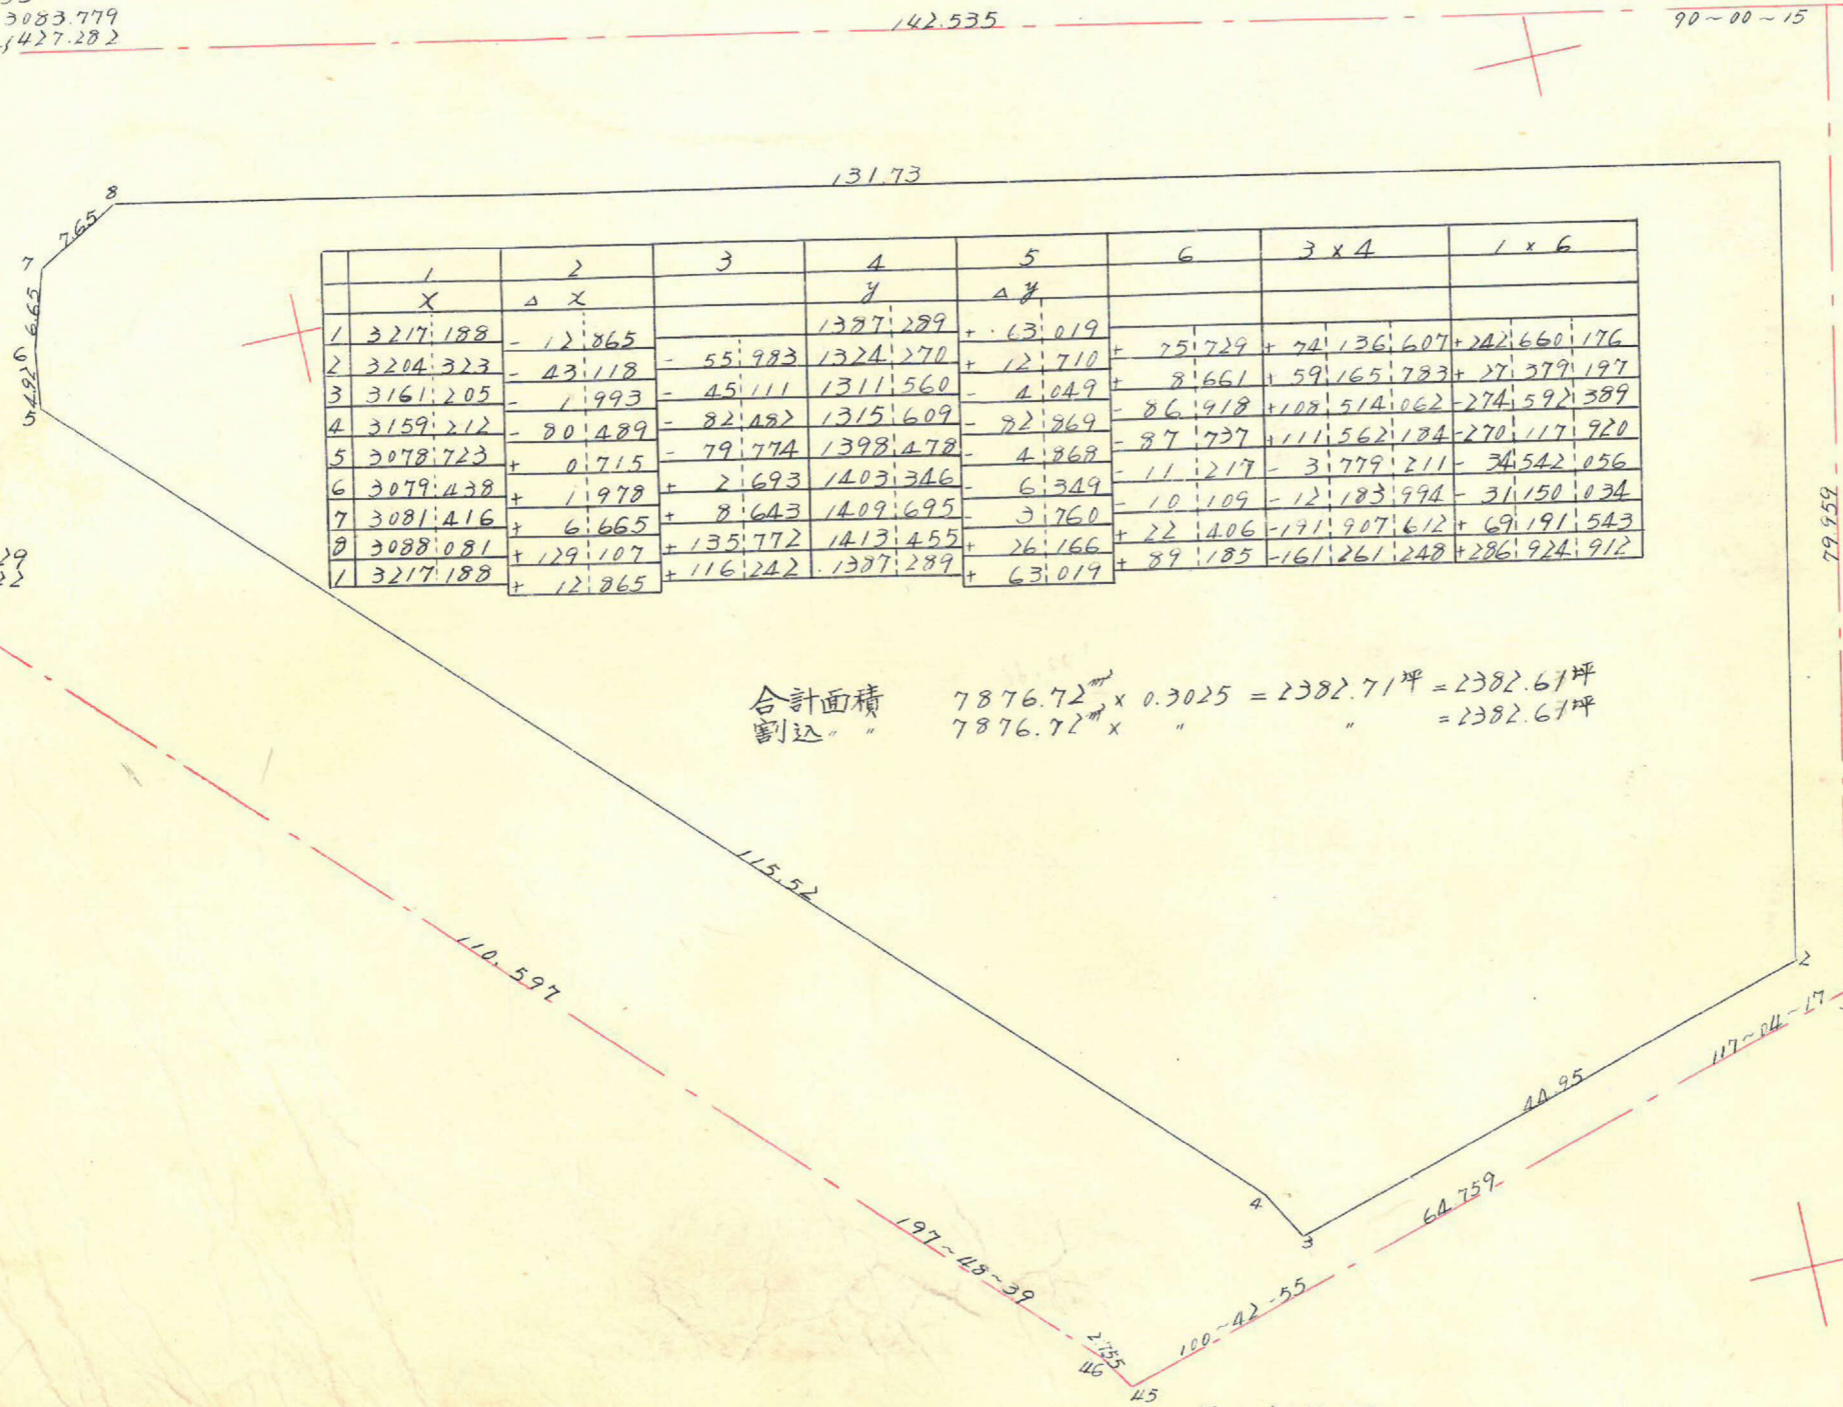 3083.779
1427.282
142.535
90~00~15
131.73
8
7.65
7
6.65
6
4.92
5
1 2 3 4 5 6 3 x 4 1 x 6
X Δ x y Δ y
1 3217 188 - 12 865 1387 289 + 63 019 + 75 729 + 74 136 607 + 242 660 176
2 3204 323 - 43 118 - 55 983 1324 270 + 12 710 + 8 661 + 59 165 783 + 27 379 197
3 3161 205 - 1 993 - 45 111 1311 560 - 4 049 - 86 918 + 108 514 062 - 274 592 389
4 3159 212 - 80 489 - 82 482 1315 609 - 82 869 - 87 737 + 111 562 184 - 270 117 920
5 3078 723 + 0 715 - 79 774 1398 478 - 4 868 - 11 217 - 3 779 211 - 34 542 056
6 3079 438 + 1 978 + 2 693 1403 346 - 6 349 - 10 109 - 12 183 994 - 31 150 034
7 3081 416 + 6 665 + 8 643 1409 695 - 3 760 + 22 406 - 191 907 612 + 69 191 543
8 3088 081 + 129 107 + 135 772 1413 455 + 26 166 + 89 185 - 161 261 248 + 286 924 912
1 3217 188 + 12 865 + 116 242 1387 289 + 63 019
79.959
合計面積 7876.72㎡ x 0.3025 = 2382.71坪 = 2382.67坪
割込〃 〃 7876.72㎡ x 〃 〃 = 2382.67坪
115.52
110.597
2
117~04~17
44.95
64.759
4
3
197~48~39
100~42~55
2.755
46
45